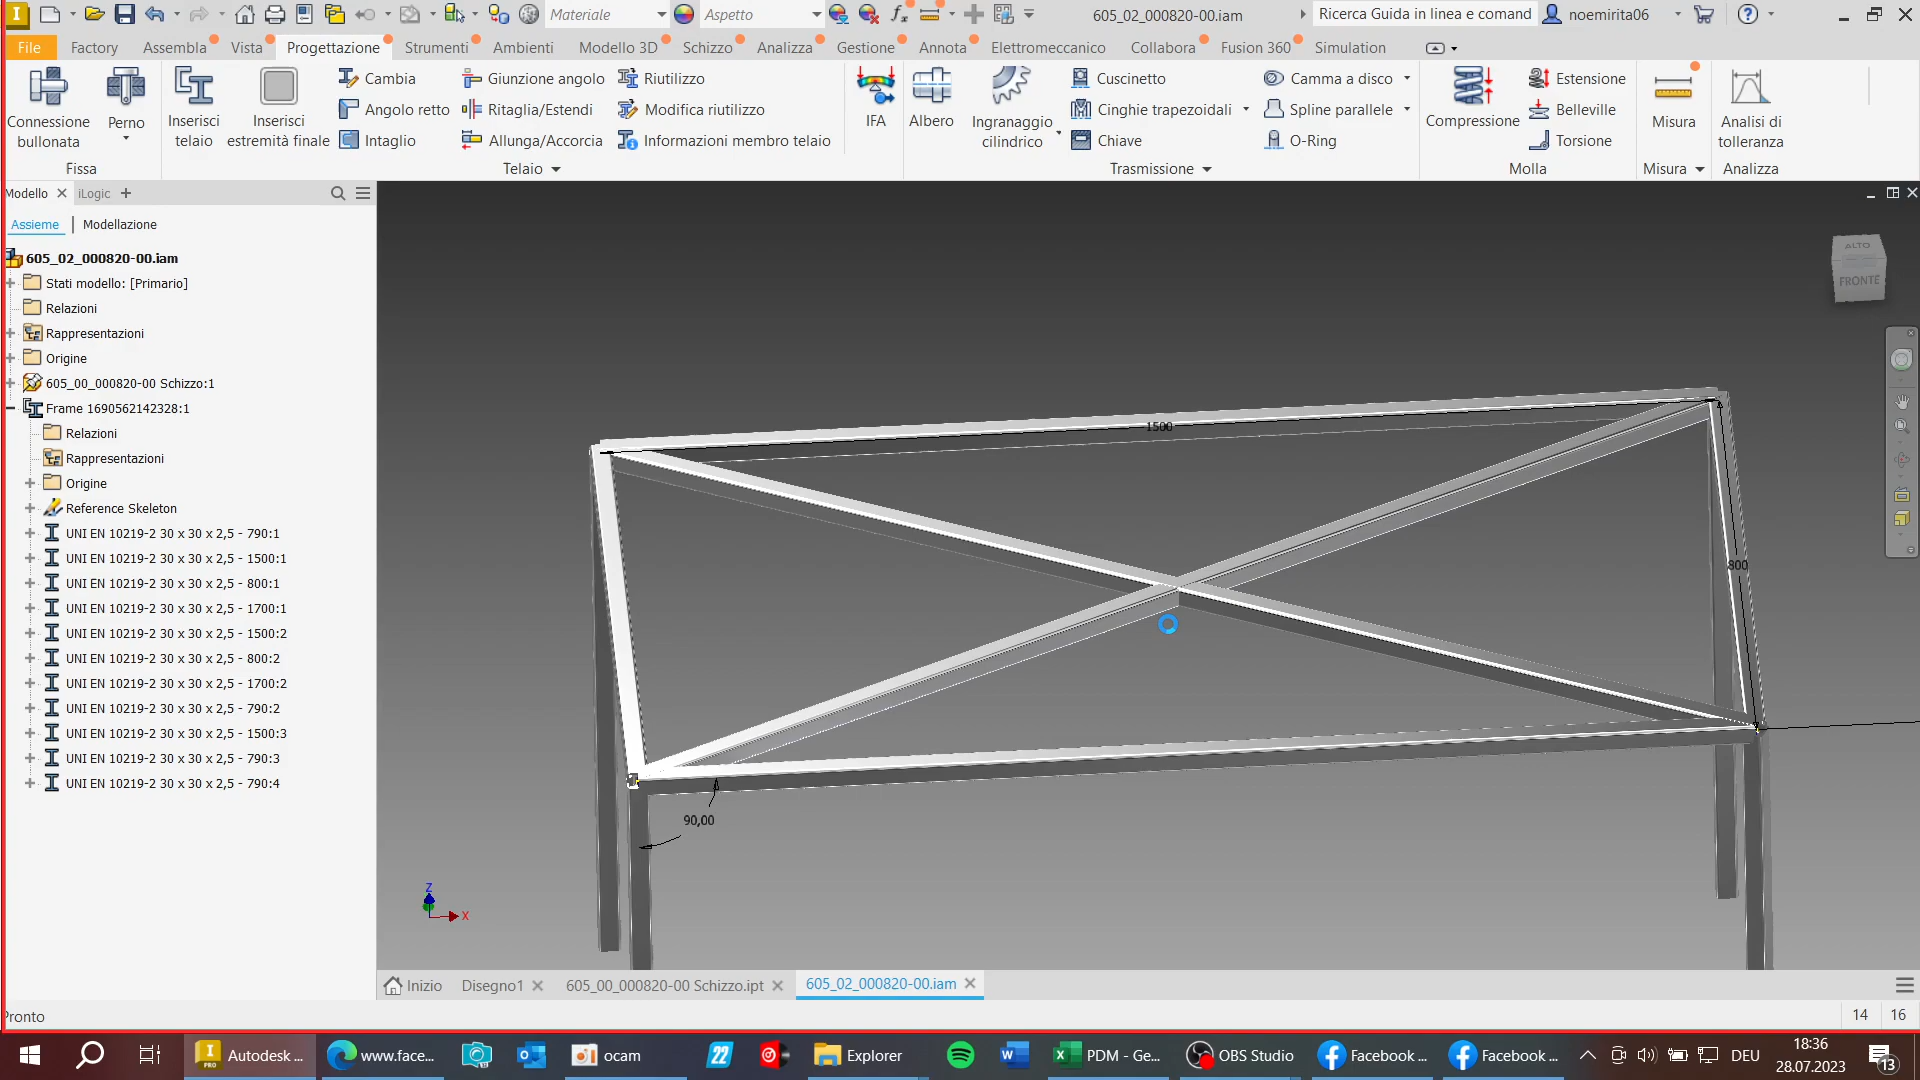 Materiale
Aspetto
605_02_000820-00.iam
Ricerca Guida in linea e comand
noemirita06
File
Factory
Assembla
Vista
Progettazione
Strumenti
Ambienti
Modello 3D
Schizzo
Analizza
Gestione
Annota
Elettromeccanico
Collabora
Fusion 360
Simulation
Connessione
bullonata
Perno
Fissa
Inserisci
telaio
Inserisci
estremità finale
Cambia
Angolo retto
Intaglio
Giunzione angolo
Ritaglia/Estendi
Allunga/Accorcia
Riutilizzo
Modifica riutilizzo
Informazioni membro telaio
Telaio
IFA
Albero
Ingranaggio
cilindrico
Cuscinetto
Cinghie trapezoidali
Chiave
Camma a disco
Spline parallele
O-Ring
Trasmissione
Compressione
Estensione
Belleville
Torsione
Molla
Misura
Misura
Analisi di
tolleranza
Analizza
Modello
iLogic
Assieme
Modellazione
605_02_000820-00.iam
Stati modello: [Primario]
Relazioni
Rappresentazioni
Origine
605_00_000820-00 Schizzo:1
Frame 1690562142328:1
Relazioni
Rappresentazioni
Origine
Reference Skeleton
UNI EN 10219-2 30 x 30 x 2,5 - 790:1
UNI EN 10219-2 30 x 30 x 2,5 - 1500:1
UNI EN 10219-2 30 x 30 x 2,5 - 800:1
UNI EN 10219-2 30 x 30 x 2,5 - 1700:1
UNI EN 10219-2 30 x 30 x 2,5 - 1500:2
UNI EN 10219-2 30 x 30 x 2,5 - 800:2
UNI EN 10219-2 30 x 30 x 2,5 - 1700:2
UNI EN 10219-2 30 x 30 x 2,5 - 790:2
UNI EN 10219-2 30 x 30 x 2,5 - 1500:3
UNI EN 10219-2 30 x 30 x 2,5 - 790:3
UNI EN 10219-2 30 x 30 x 2,5 - 790:4
ALTO
FRONTE
1500
800
90,00
Z
X
Inizio
Disegno1
605_00_000820-00 Schizzo.ipt
605_02_000820-00.iam
Pronto
14
16
Autodesk ...
www.face...
ocam
22
Explorer
PDM - Ge...
OBS Studio
Facebook ...
Facebook ...
DEU
18:36
28.07.2023
13